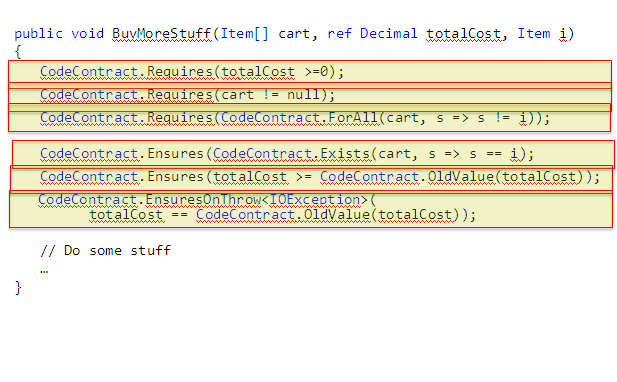 public void BuyMoreStuff(Item[] cart, ref Decimal totalCost, Item i)
{
CodeContract.Requires(totalCost >=0);
CodeContract.Requires(cart != null);
CodeContract.Requires(CodeContract.ForAll(cart, s => s != i));
CodeContract.Ensures(CodeContract.Exists(cart, s => s == i);
CodeContract.Ensures(totalCost >= CodeContract.OldValue(totalCost));
CodeContract.EnsuresOnThrow<IOException>(
totalCost == CodeContract.OldValue(totalCost));
// Do some stuff
…
}